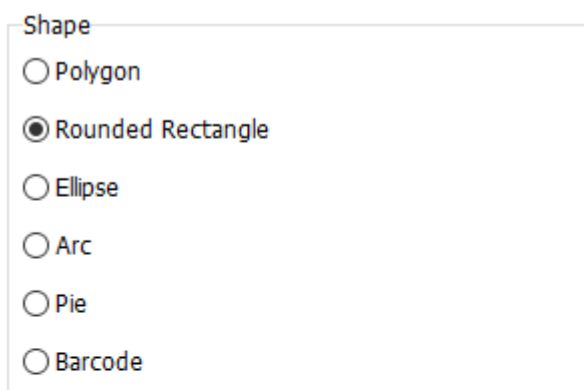 Shape
Polygon
Rounded Rectangle
Ellipse
Arc
Pie
Barcode